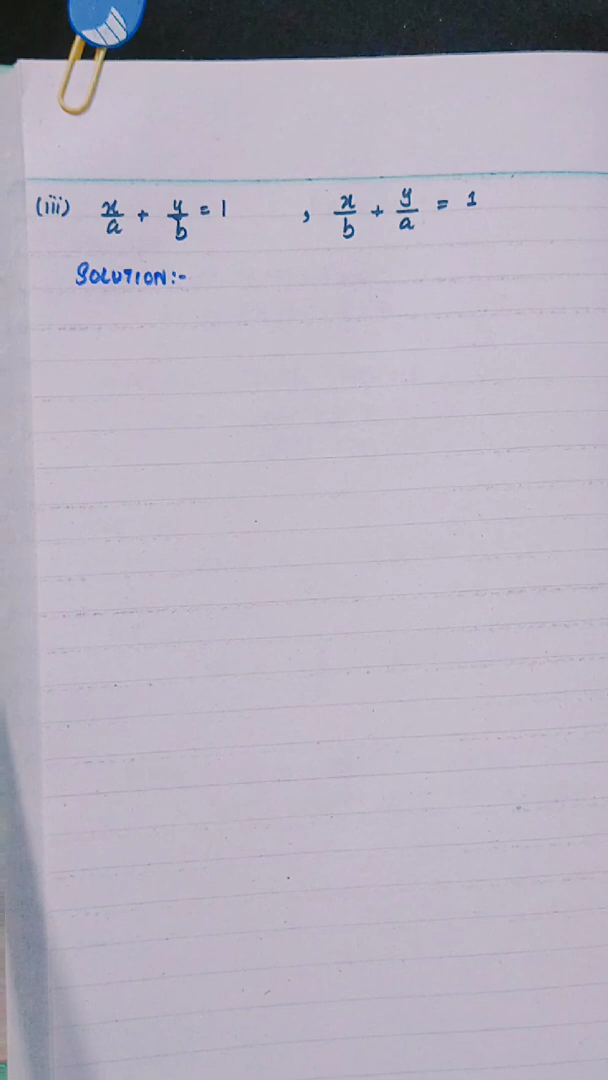 (iii) x/a + y/b = 1 , x/b + y/a = 1
SOLUTION:-